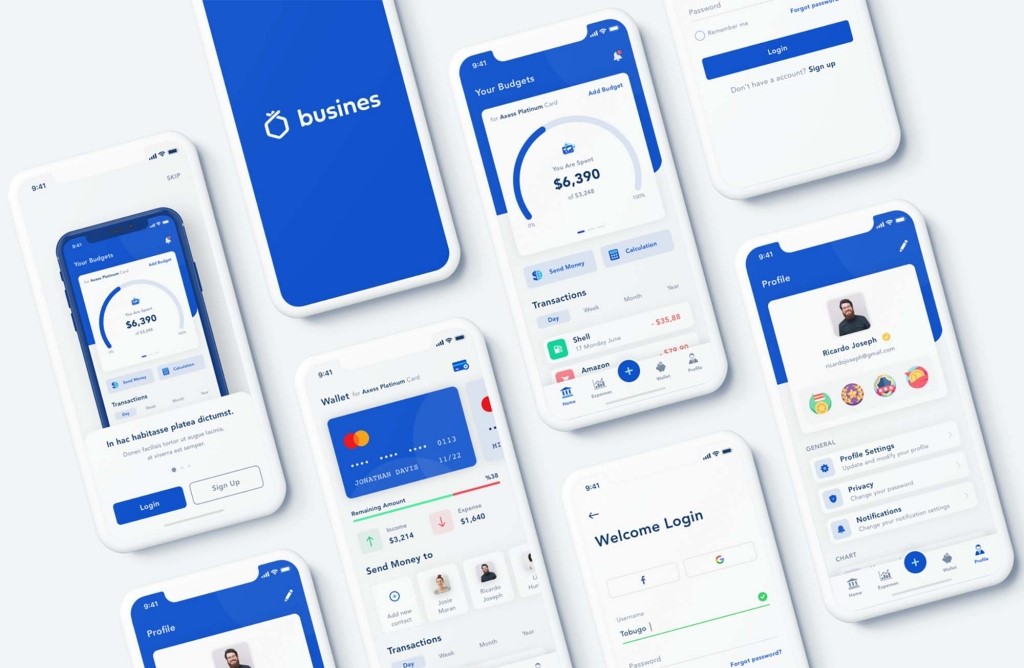 busines
9:41
Your Budgets
for Axess Platinum Card
Add Budget
You Are Spent
$6,390
of $3,248
0%
100%
Send Money
Calculation
Transactions
Day
Week
Month
Year
Shell
17 Monday June
- $35,88
Amazon
- $79,90
Home
Expenses
Wallet
Profile
Password
Forgot password?
Remember me
Login
Don't have a account? Sign up
9:41
SKIP
9:41
Your Budgets
for Axess Platinum Card
Add Budget
You Are Spent
$6,390
of $3,248
0%
100%
Send Money
Calculation
Transactions
Day
Week
Month
Year
In hac habitasse platea dictumst.
Donec facilisis tortor ut augue lacinia,
at viverra est semper.
Login
Sign Up
9:41
Wallet for Axess Platinum Card
0113
JONATHAN DAVIS
11/22
Remaining Amount
%38
Income
$3,214
Expense
$1,640
Send Money to
Add new
contact
Josie
Moran
Ricardo
Joseph
Transactions
Day
Week
Month
Year
9:41
Profile
Ricardo Joseph
ricardojoseph@gmail.com
GENERAL
Profile Settings
Update and modify your profile
Privacy
Change your password
Notifications
Change your notification settings
CHART
Home
Expenses
Wallet
Profile
9:41
Welcome Login
f
G
Username
Tobugo
Password
Forgot password?
9:41
Profile